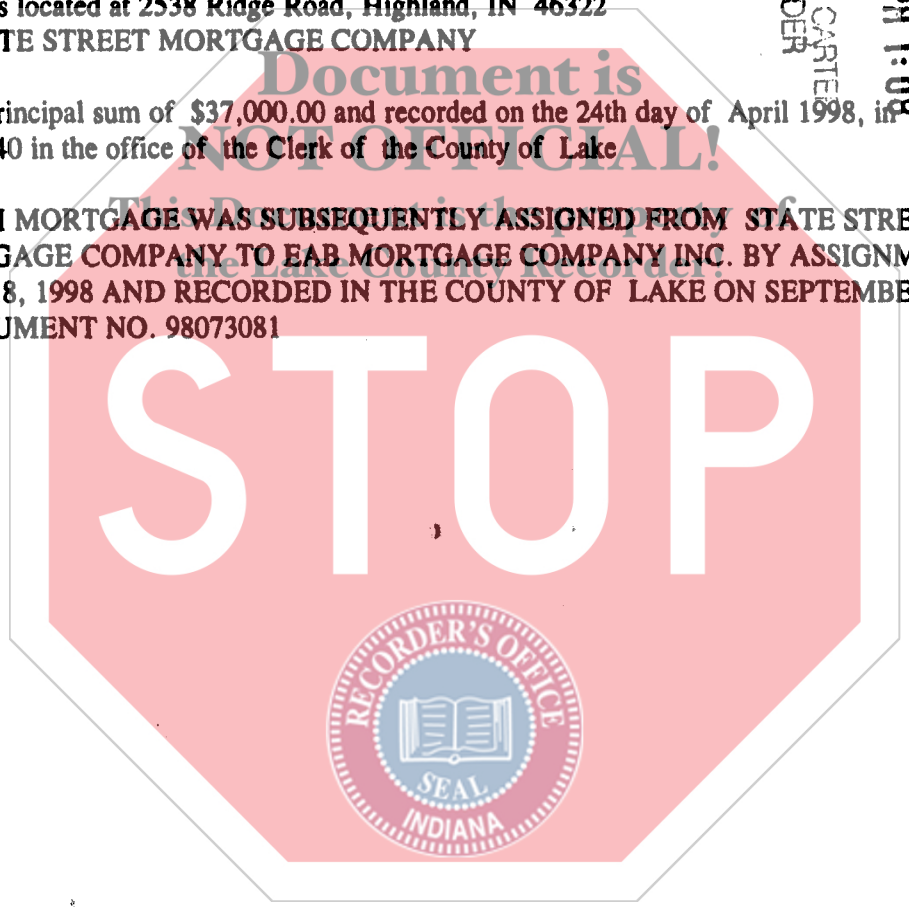 s located at 2538 Ridge Road, Highland, IN 46322
TE STREET MORTGAGE COMPANY
CARTER
DER
Document is
rincipal sum of $37,000.00 and recorded on the 24th day of April 1998, in
NOT OFFICIAL!
40 in the office of the Clerk of the County of Lake
This Document is the property of
MORTGAGE WAS SUBSEQUENTLY ASSIGNED FROM STATE STRE
GAGE COMPANY TO EAB MORTGAGE COMPANY INC. BY ASSIGNM
the Lake County Recorder!
8, 1998 AND RECORDED IN THE COUNTY OF LAKE ON SEPTEMBE
UMENT NO. 98073081
STOP
RECORDER'S OFFICE
SEAL
INDIANA